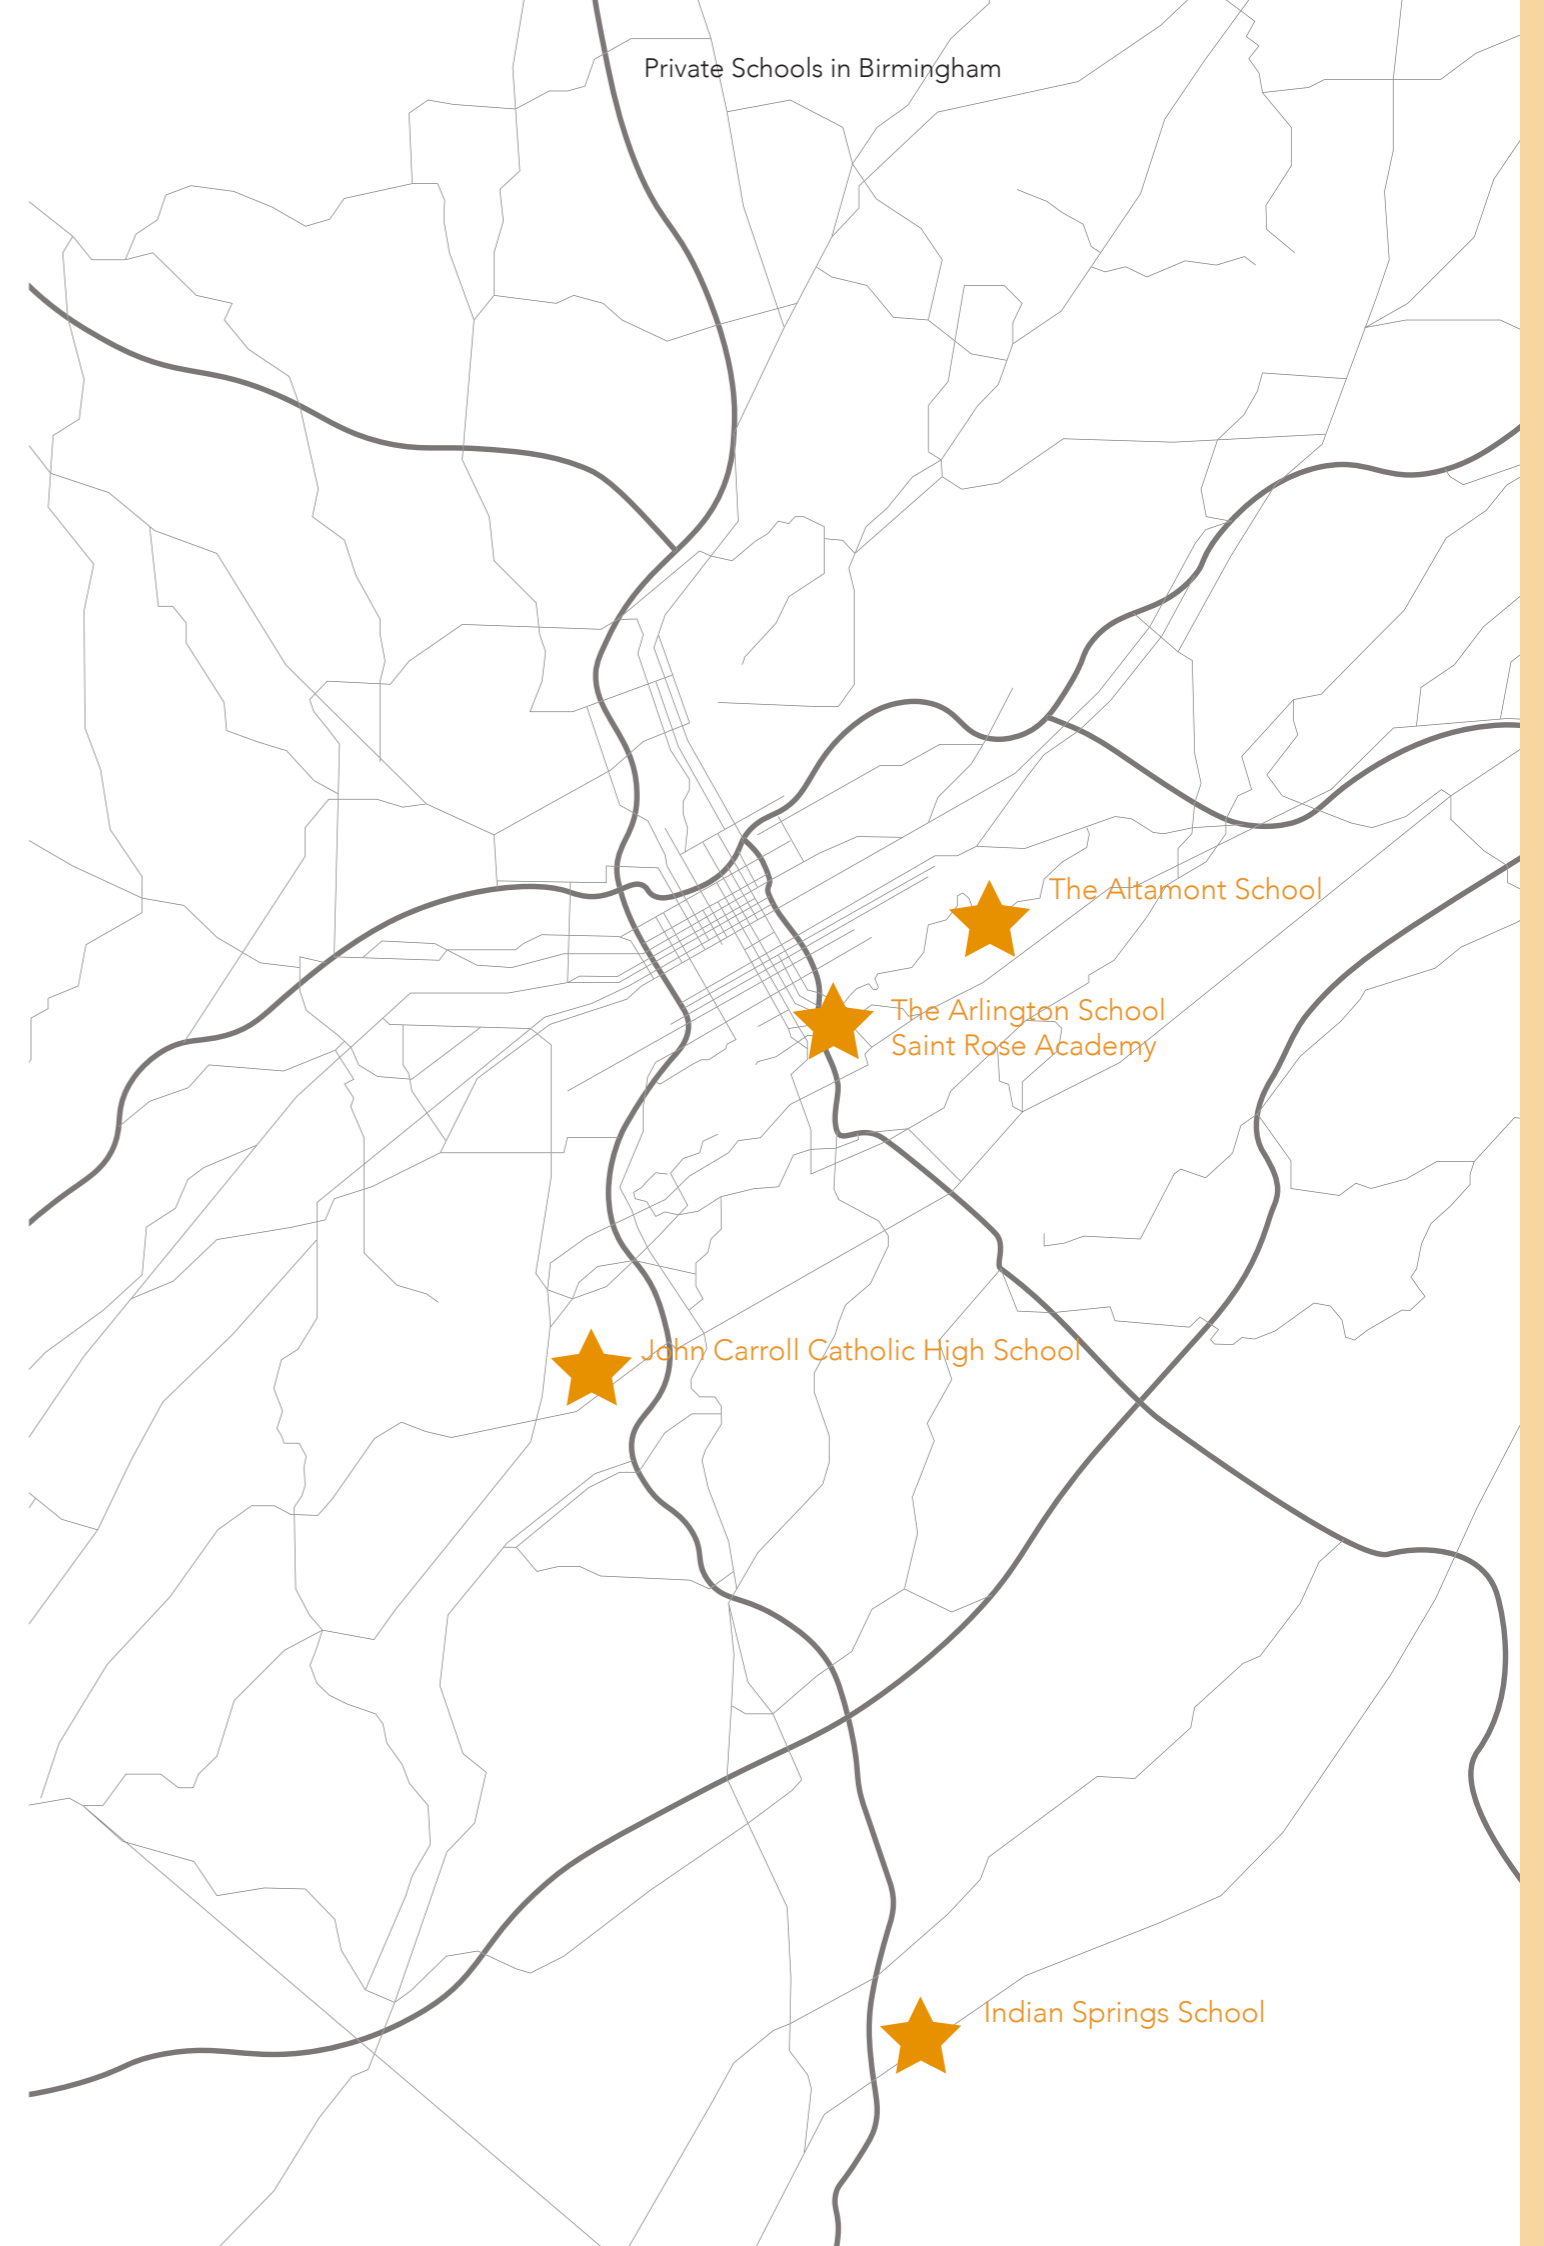 Private Schools in Birmingham
The Altamont School
The Arlington School
Saint Rose Academy
John Carroll Catholic High School
Indian Springs School